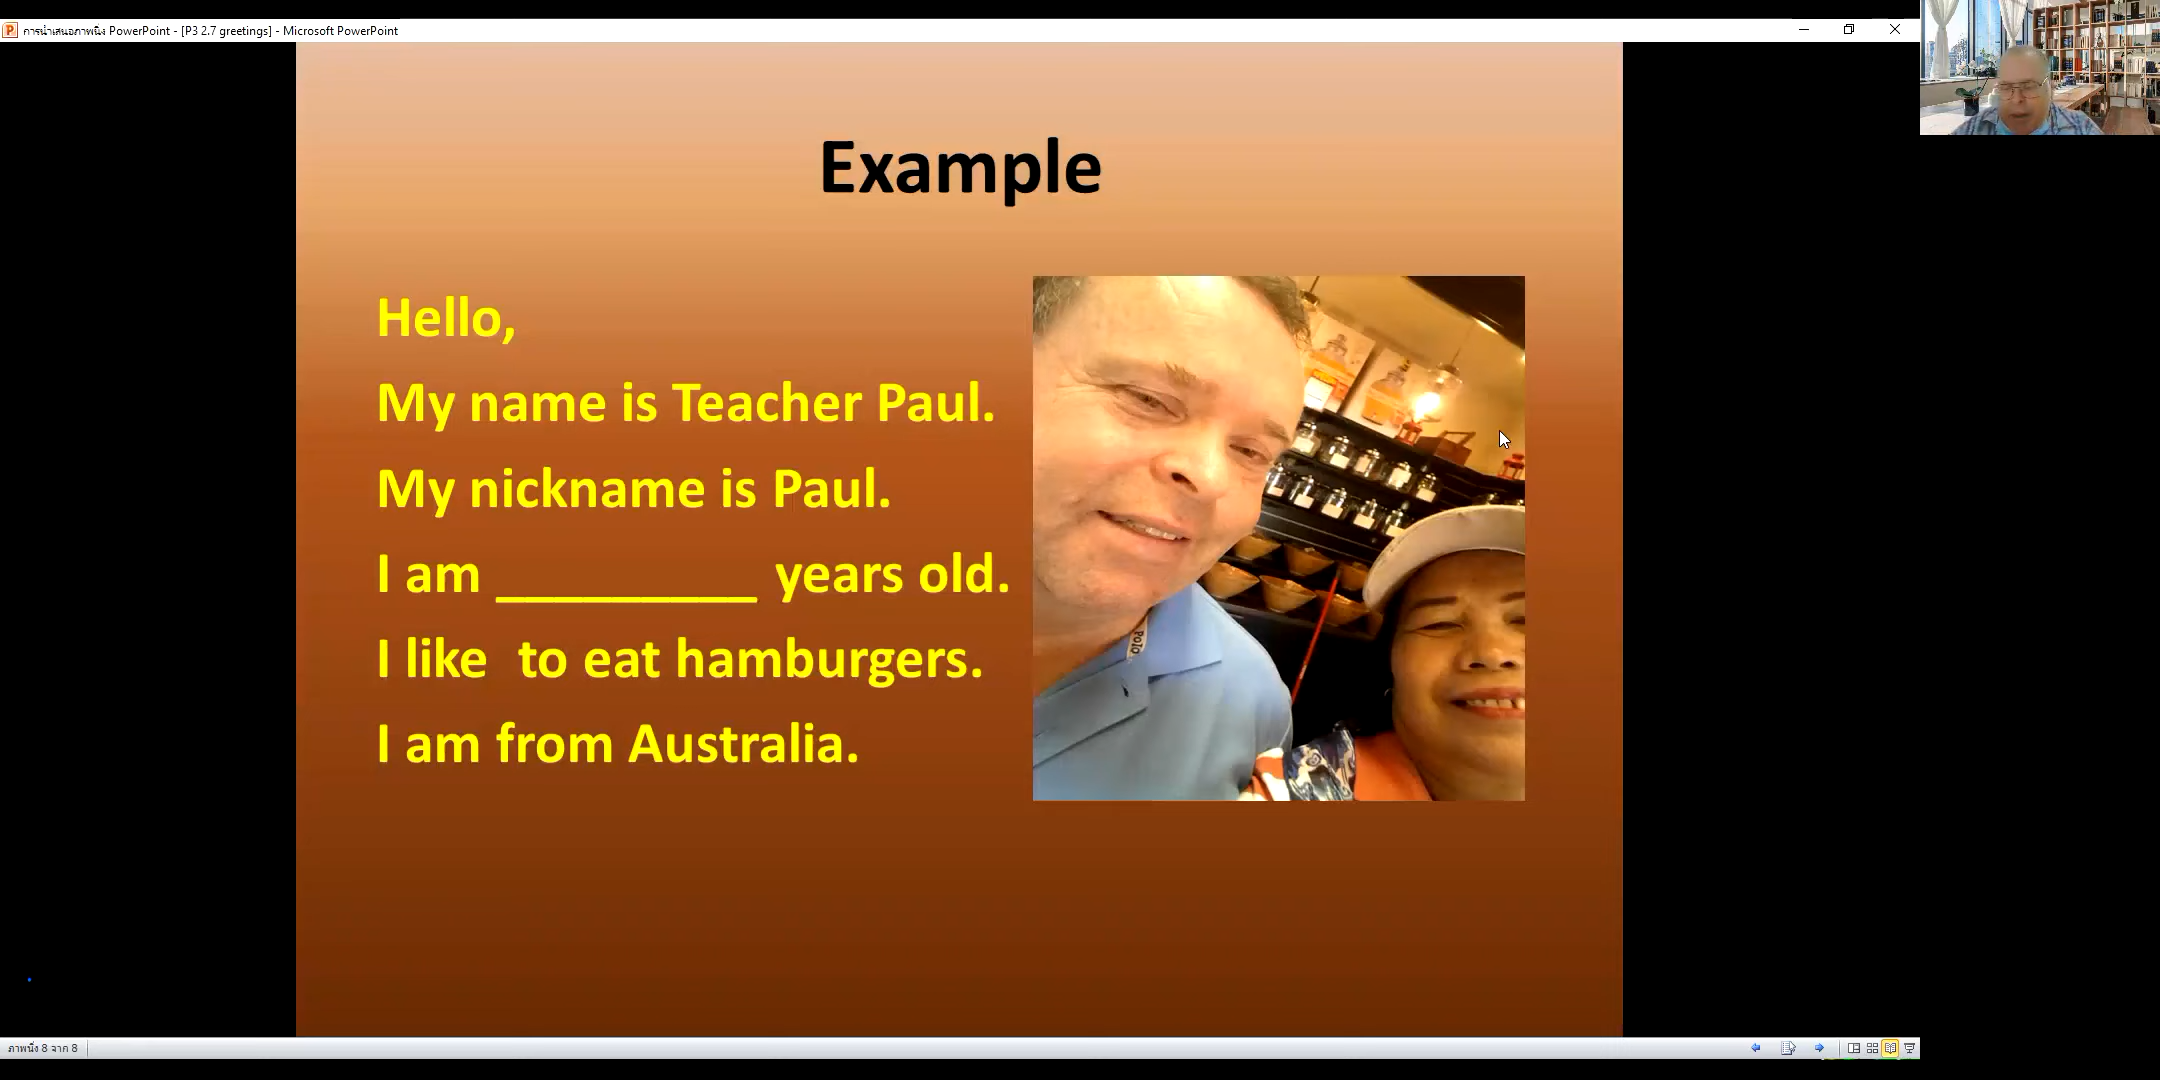 การนำเสนอภาพนิ่ง PowerPoint - [P3 2.7 greetings] - Microsoft PowerPoint
Example
Hello,
My name is Teacher Paul.
My nickname is Paul.
I am _________ years old.
I like  to eat hamburgers.
I am from Australia.
POLO
ภาพนิ่ง 8 จาก 8